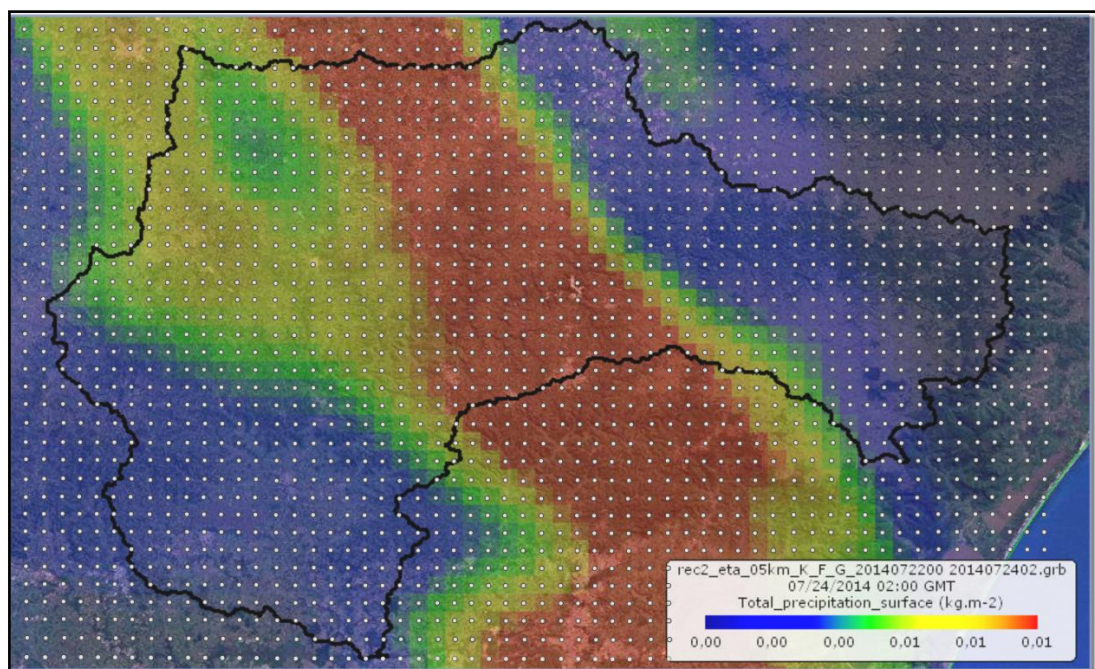 rec2_eta_05km_K_F_G_2014072200 2014072402.grb
07/24/2014 02:00 GMT
Total_precipitation_surface (kg.m-2)
0,00 0,00 0,00 0,01 0,01 0,01